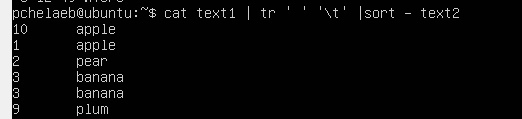 pchelaeb@ubuntu:~$ cat text1 | tr ' ' '\t' |sort - text2
10 apple
1 apple
2 pear
3 banana
3 banana
9 plum